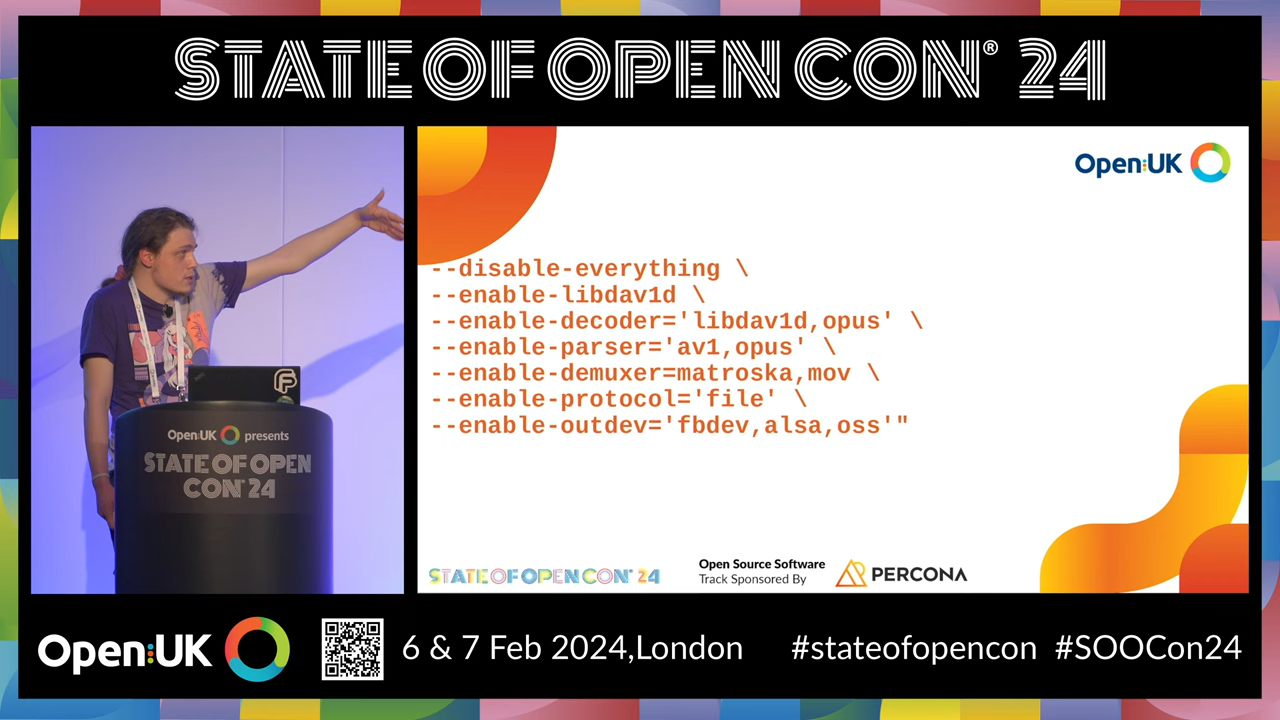 STATE OF OPEN CON® 24
Open:UK
--disable-everything \
--enable-libdav1d \
--enable-decoder='libdav1d,opus' \
--enable-parser='av1,opus' \
--enable-demuxer=matroska,mov \
--enable-protocol='file' \
--enable-outdev='fbdev,alsa,oss'"
Open:UK presents
STATE OF OPEN
CON® 24
STATE OF OPEN CON® 24
Open Source Software
Track Sponsored By
PERCONA
Open:UK
6 & 7 Feb 2024,London
#stateofopencon #SOOCon24